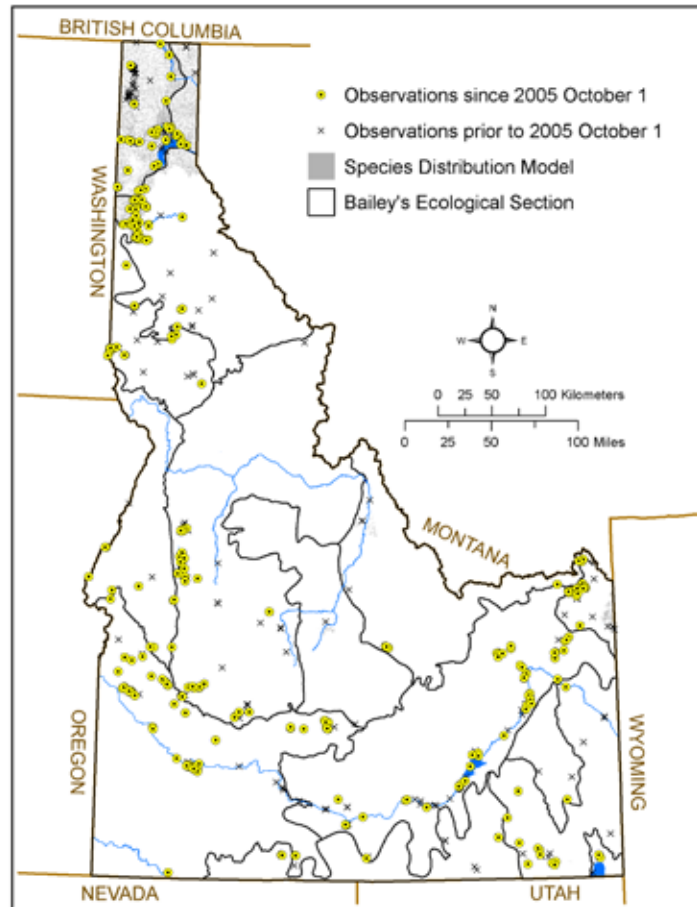 BRITISH COLUMBIA
Observations since 2005 October 1
Observations prior to 2005 October 1
Species Distribution Model
Bailey's Ecological Section
WASHINGTON
N
W E
S
0 25 50 100 Kilometers
0 25 50 100 Miles
MONTANA
OREGON
WYOMING
NEVADA
UTAH